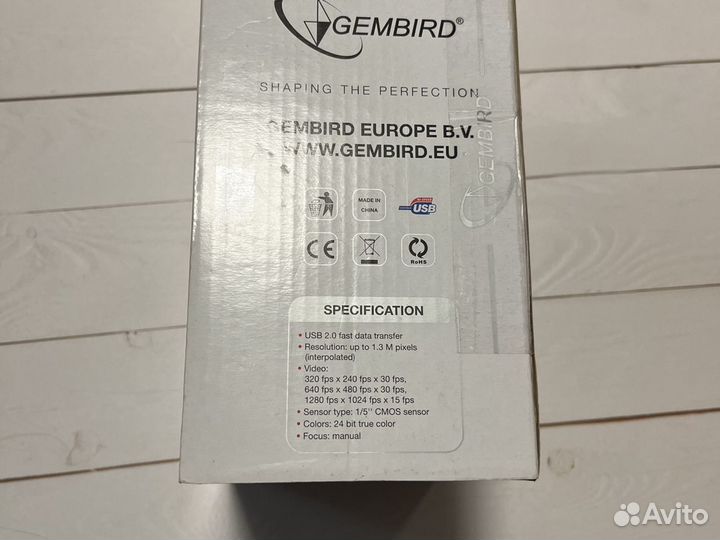 GEMBIRD®
SHAPING THE PERFECTION
GEMBIRD EUROPE B.V.
WWW.GEMBIRD.EU
GEMBIRD
MADE IN
CHINA
USB
CE
RoHS
SPECIFICATION
• USB 2.0 fast data transfer
• Resolution: up to 1.3 M pixels
(interpolated)
• Video:
320 fps x 240 fps x 30 fps,
640 fps x 480 fps x 30 fps,
1280 fps x 1024 fps x 15 fps
• Sensor type: 1/5'' CMOS sensor
• Colors: 24 bit true color
• Focus: manual
Avito